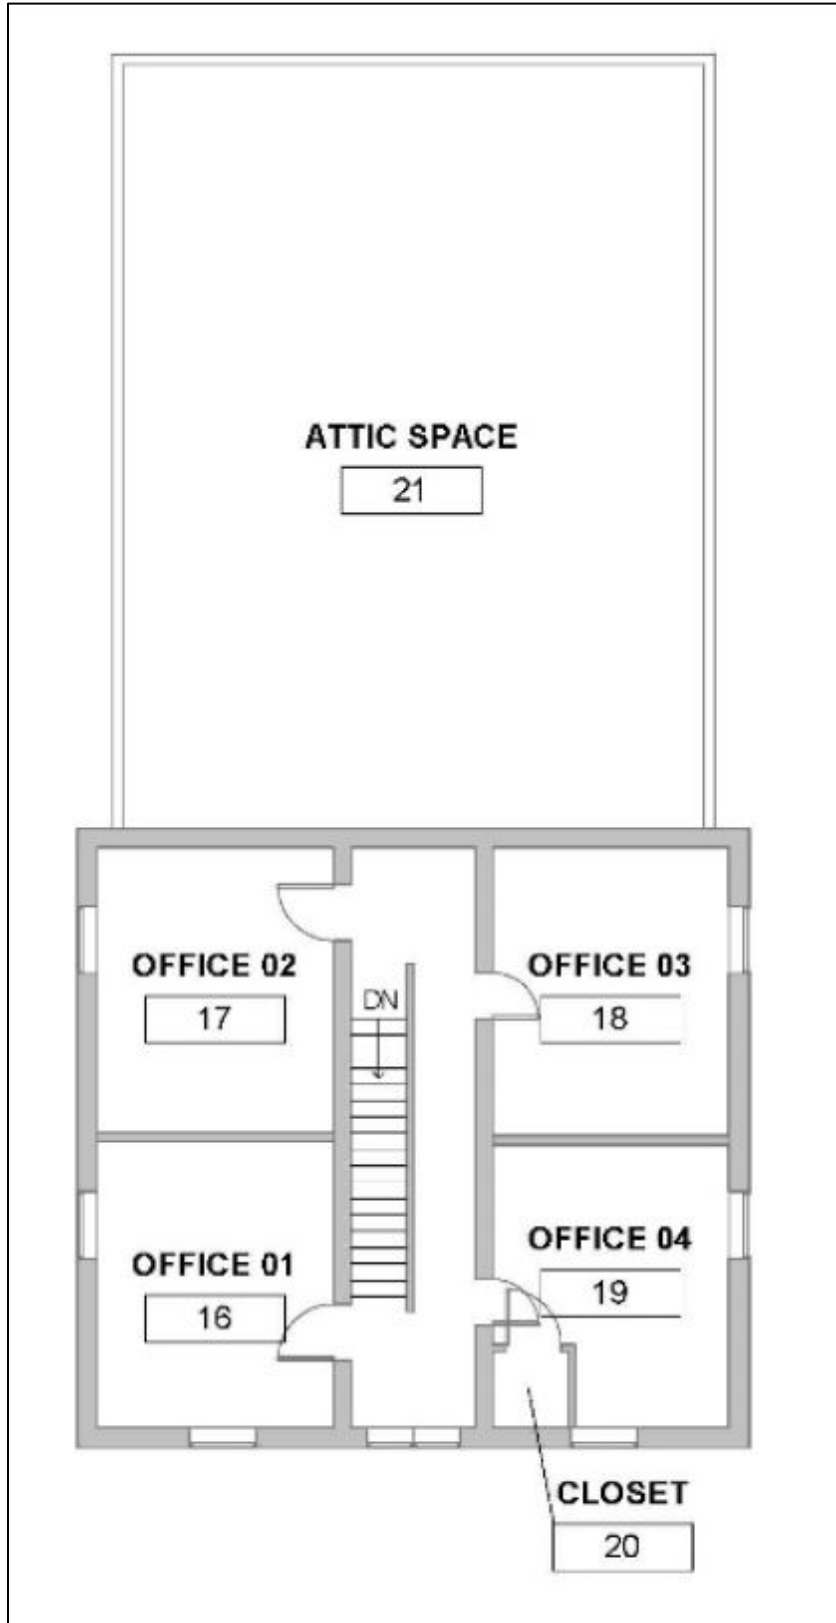 ATTIC SPACE
21
OFFICE 02
17
DN
OFFICE 03
18
OFFICE 01
16
OFFICE 04
19
CLOSET
20